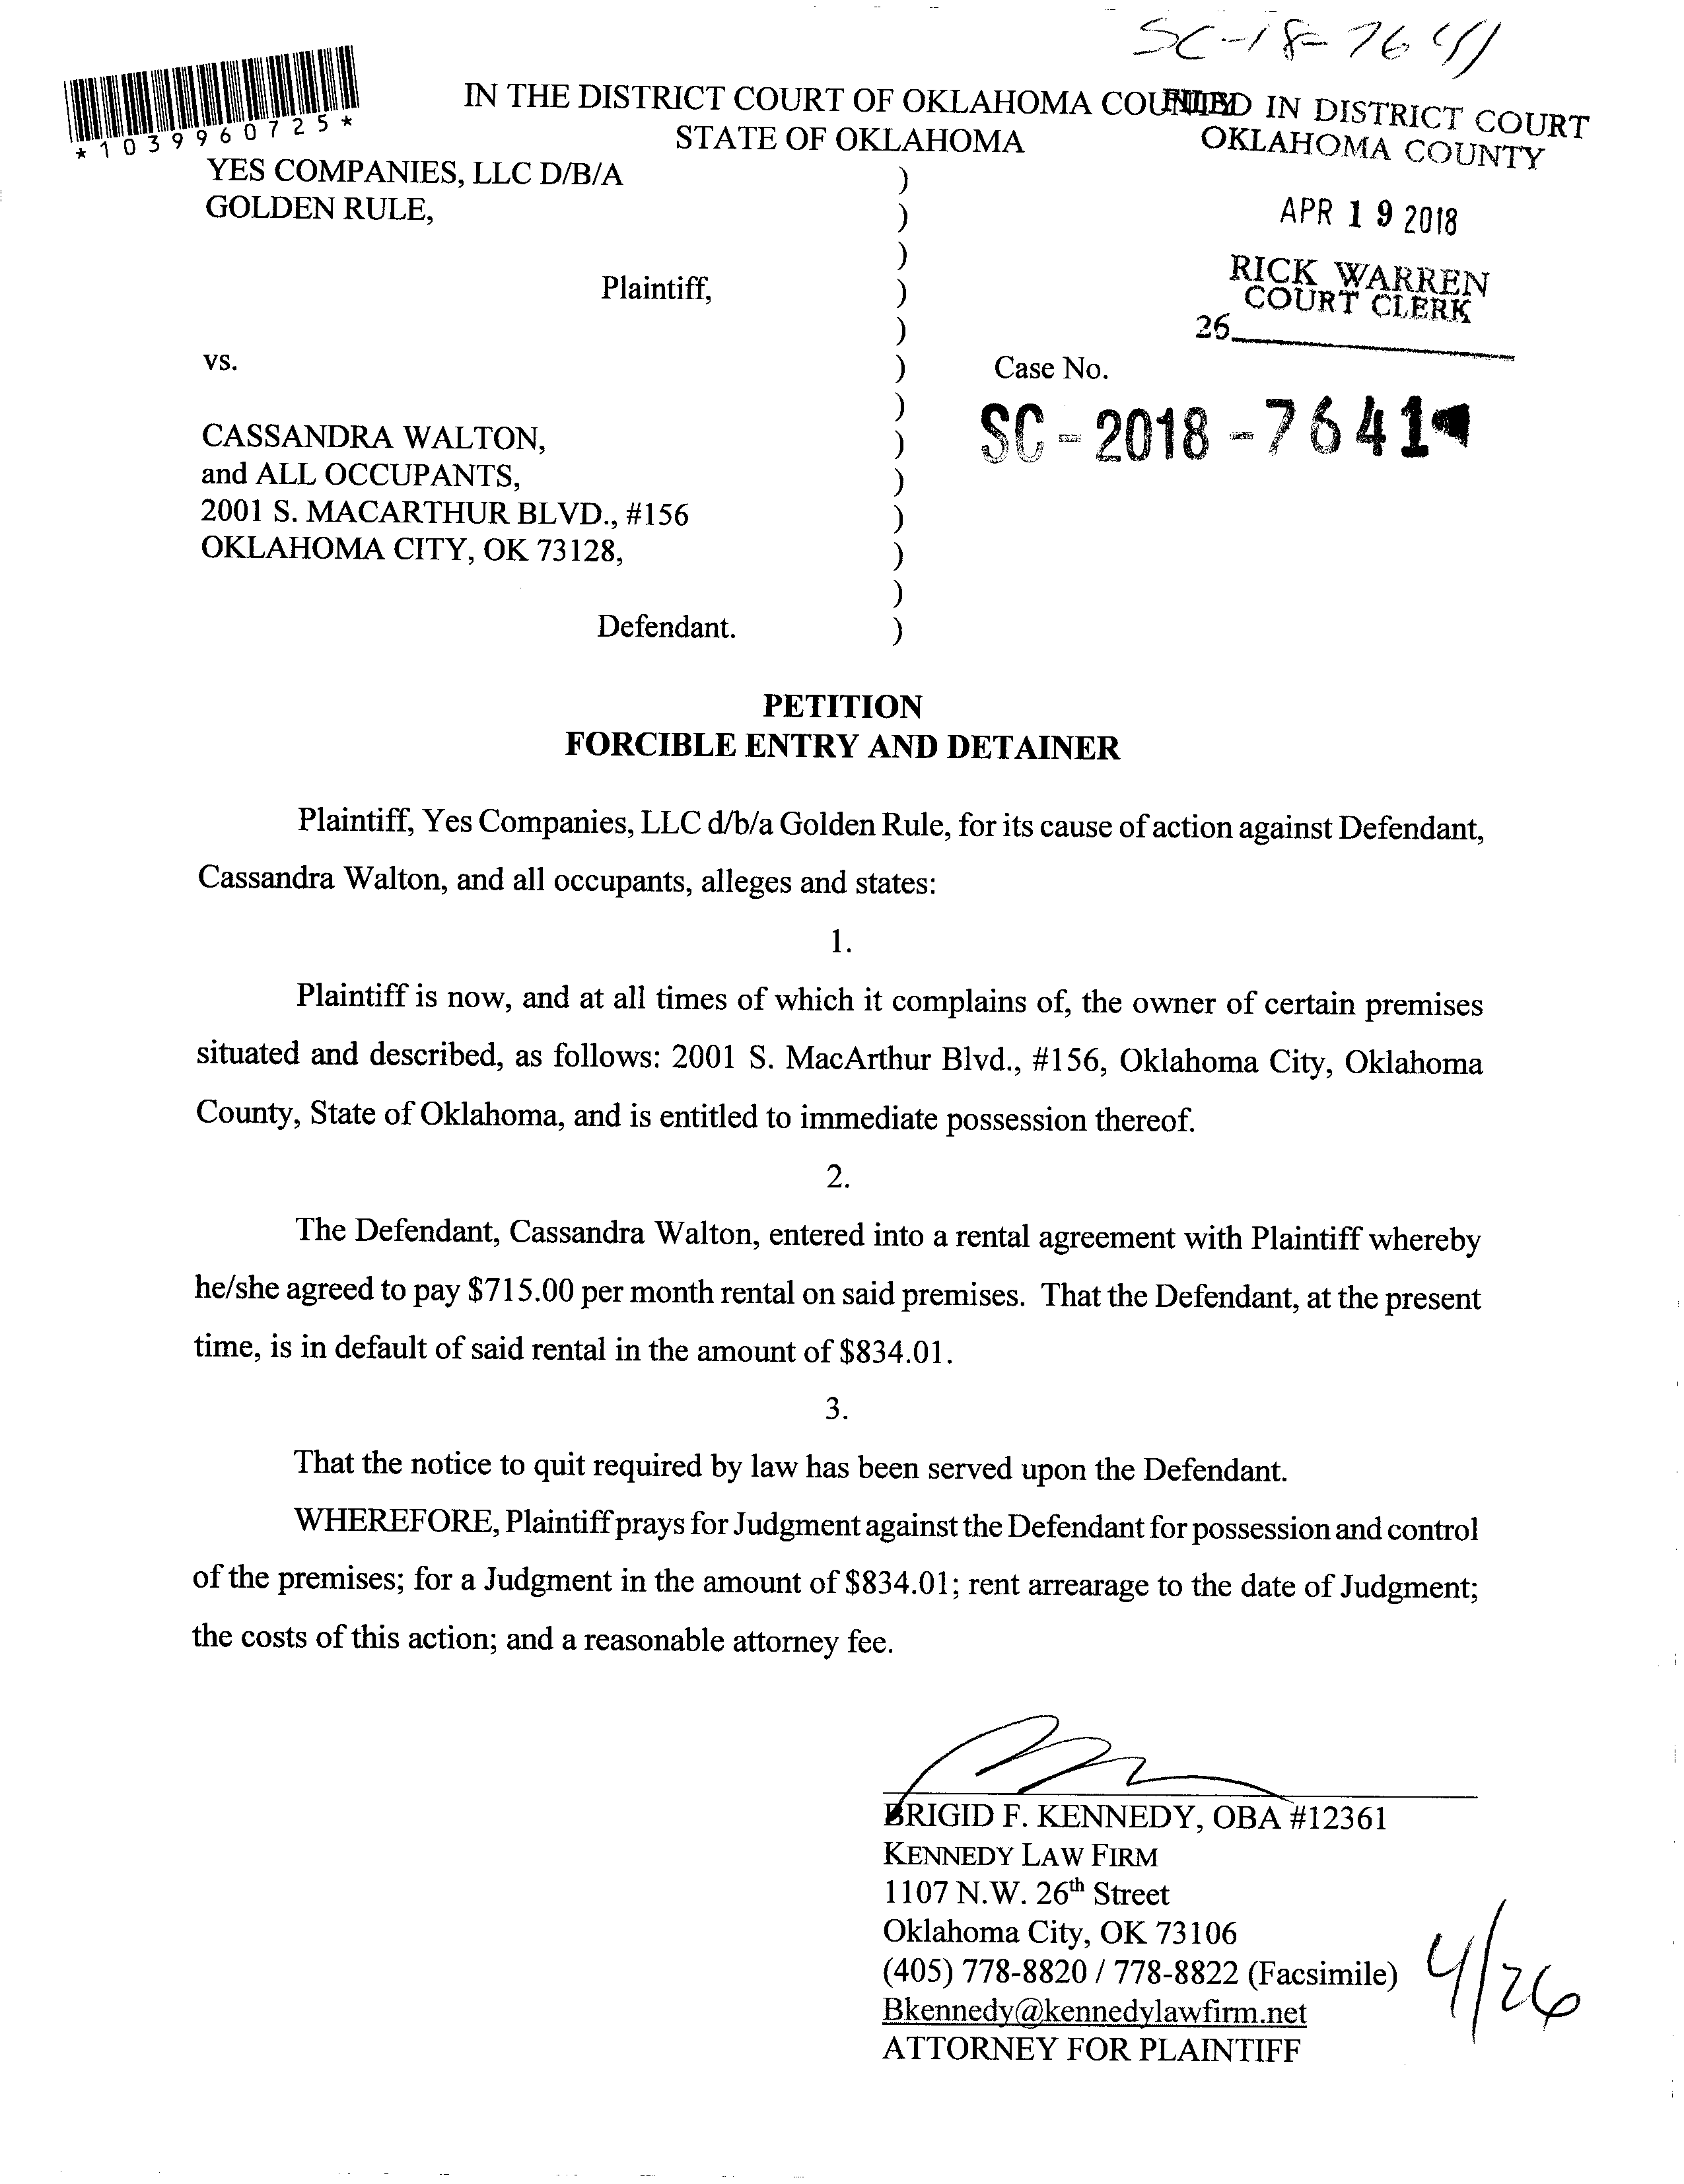 SC-18-7641
*1039960725*
IN THE DISTRICT COURT OF OKLAHOMA COUNTY
STATE OF OKLAHOMA
FILED IN DISTRICT COURT
OKLAHOMA COUNTY
APR 19 2018
RICK WARREN
COURT CLERK
26
YES COMPANIES, LLC D/B/A )
GOLDEN RULE, )
)
Plaintiff, )
)
vs. ) Case No.
) SC-2018-7641
CASSANDRA WALTON, )
and ALL OCCUPANTS, )
2001 S. MACARTHUR BLVD., #156 )
OKLAHOMA CITY, OK 73128, )
)
Defendant. )
PETITION
FORCIBLE ENTRY AND DETAINER
Plaintiff, Yes Companies, LLC d/b/a Golden Rule, for its cause of action against Defendant,
Cassandra Walton, and all occupants, alleges and states:
1.
Plaintiff is now, and at all times of which it complains of, the owner of certain premises
situated and described, as follows: 2001 S. MacArthur Blvd., #156, Oklahoma City, Oklahoma
County, State of Oklahoma, and is entitled to immediate possession thereof.
2.
The Defendant, Cassandra Walton, entered into a rental agreement with Plaintiff whereby
he/she agreed to pay $715.00 per month rental on said premises. That the Defendant, at the present
time, is in default of said rental in the amount of $834.01.
3.
That the notice to quit required by law has been served upon the Defendant.
WHEREFORE, Plaintiff prays for Judgment against the Defendant for possession and control
of the premises; for a Judgment in the amount of $834.01; rent arrearage to the date of Judgment;
the costs of this action; and a reasonable attorney fee.
BRIGID F. KENNEDY, OBA #12361
KENNEDY LAW FIRM
1107 N.W. 26th Street
Oklahoma City, OK 73106
(405) 778-8820 / 778-8822 (Facsimile)
Bkennedy@kennedylawfirm.net
ATTORNEY FOR PLAINTIFF
4/26